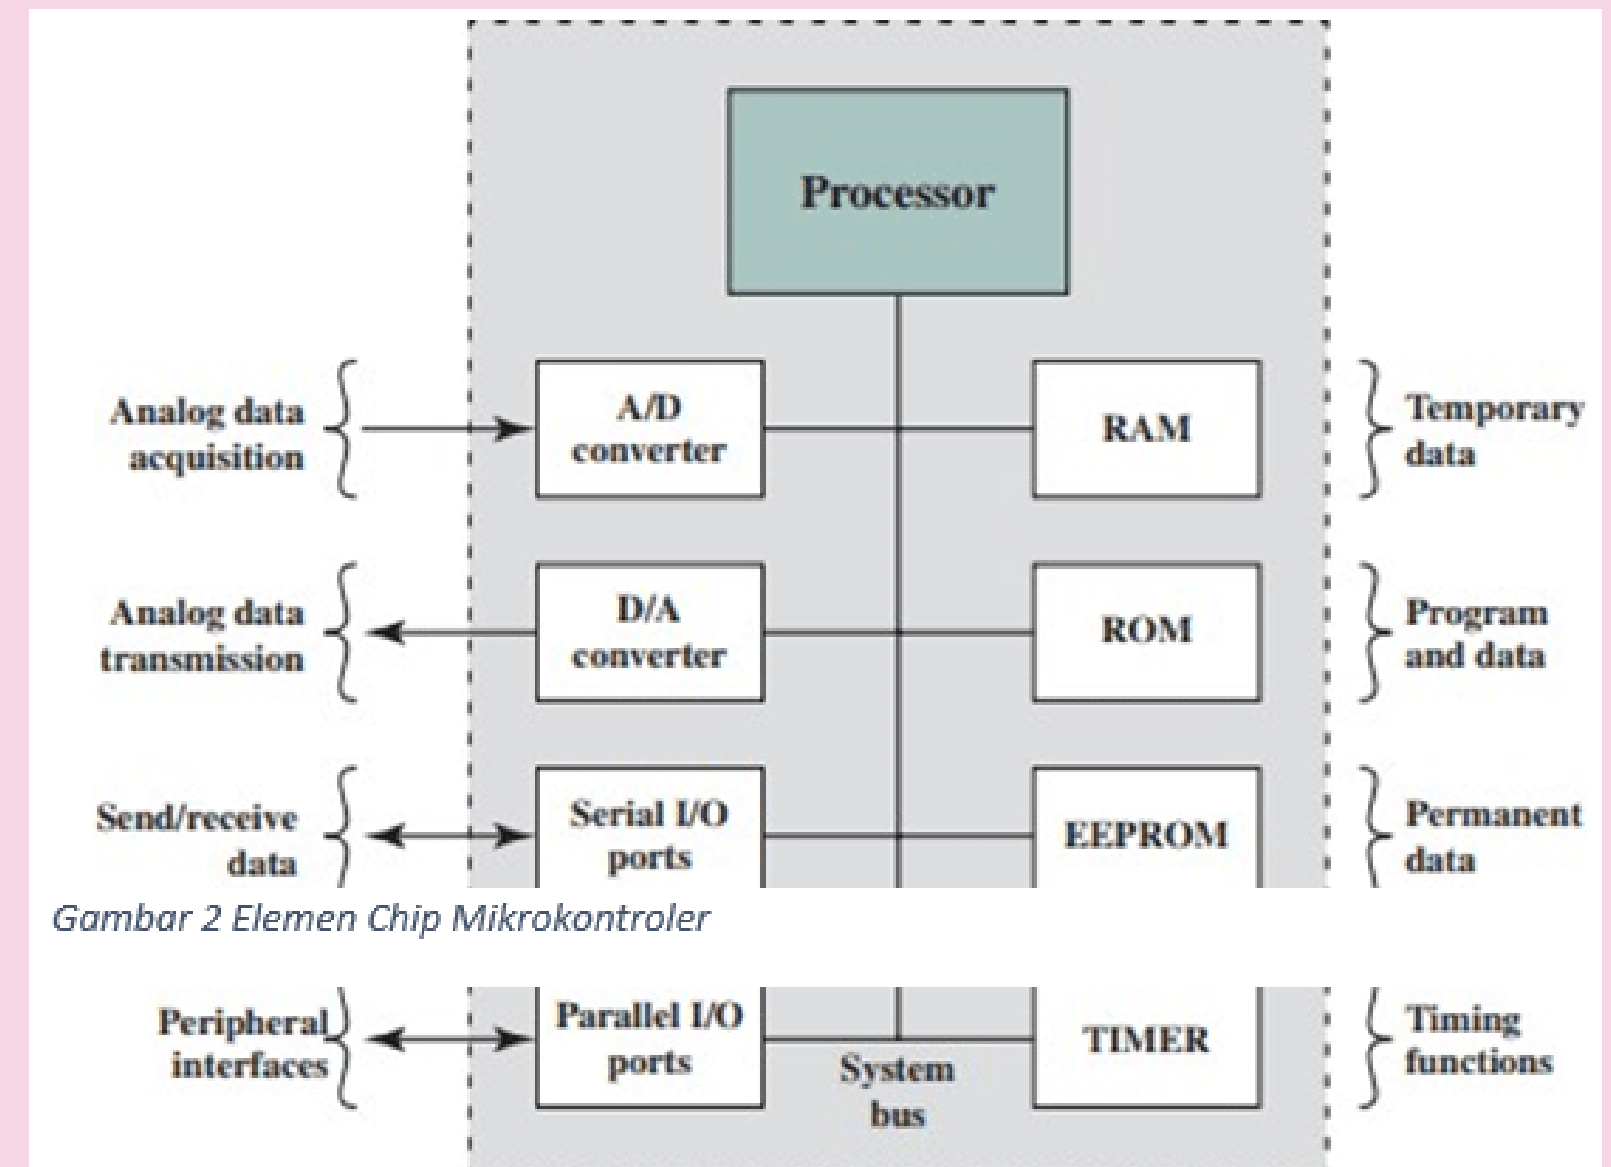 Processor
Analog data
acquisition
A/D
converter
RAM
Temporary
data
Analog data
transmission
D/A
converter
ROM
Program
and data
Send/receive
data
Serial I/O
ports
EEPROM
Permanent
data
Gambar 2 Elemen Chip Mikrokontroler
Peripheral
interfaces
Parallel I/O
ports
System
bus
TIMER
Timing
functions